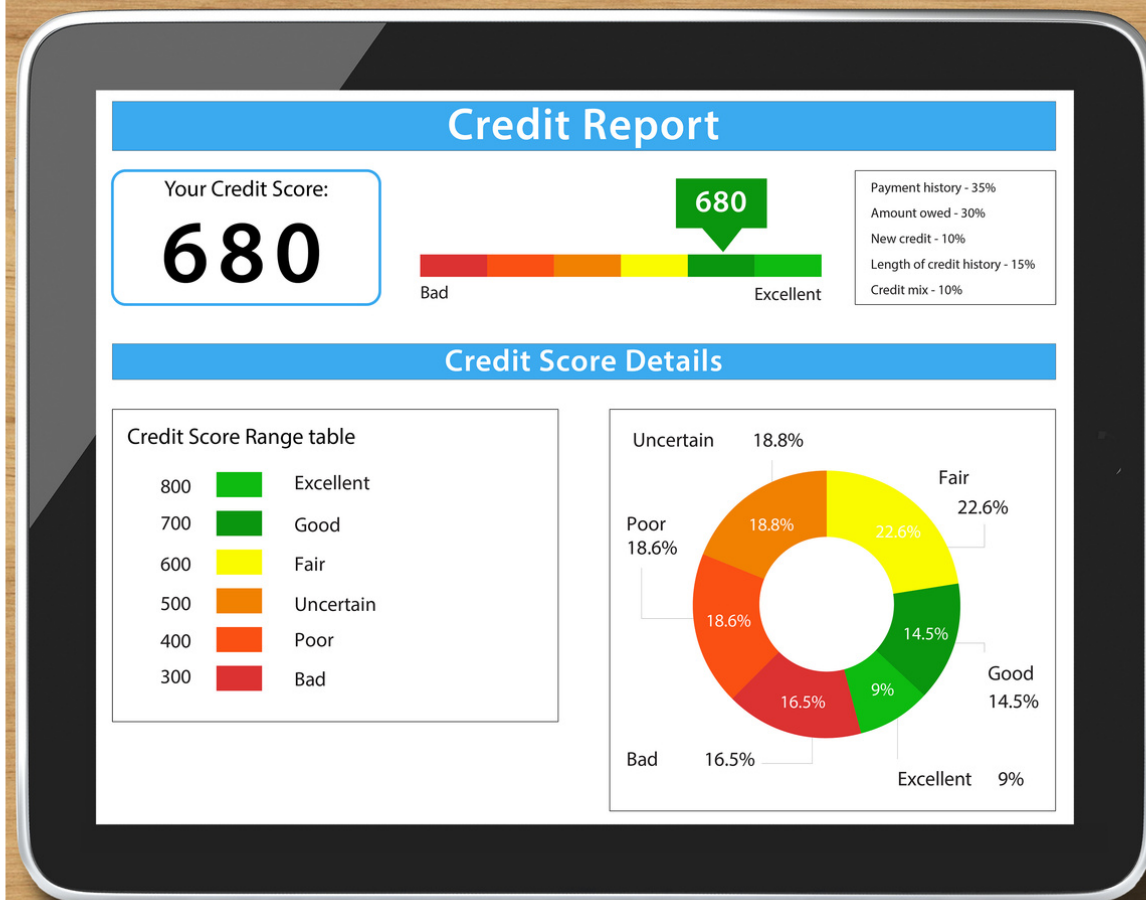 Credit Report
Your Credit Score:
680
680
Bad
Excellent
Payment history - 35%
Amount owed - 30%
New credit - 10%
Length of credit history - 15%
Credit mix - 10%
Credit Score Details
Credit Score Range table
800 Excellent
700 Good
600 Fair
500 Uncertain
400 Poor
300 Bad
Uncertain 18.8%
Fair
22.6%
Poor
18.6%
18.8%
22.6%
18.6%
14.5%
16.5%
9%
Good
14.5%
Bad 16.5%
Excellent 9%